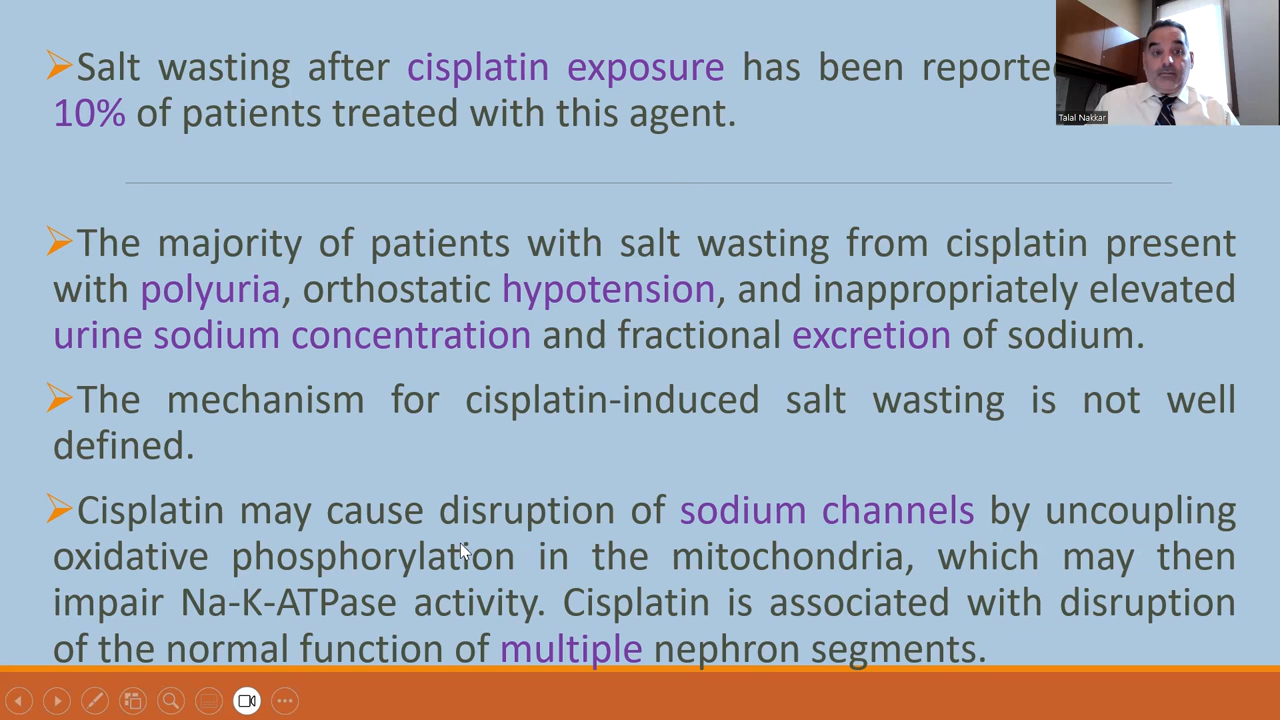 ➢Salt wasting after cisplatin exposure has been
10% of patients treated with this agent.
Talal Nakkar
➢The majority of patients with salt wasting from cisplatin present
with polyuria, orthostatic hypotension, and inappropriately elevated
urine sodium concentration and fractional excretion of sodium.
➢The mechanism for cisplatin-induced salt wasting is not well
defined.
➢Cisplatin may cause disruption of sodium channels by uncoupling
oxidative phosphorylation in the mitochondria, which may then
impair Na-K-ATPase activity. Cisplatin is associated with disruption
of the normal function of multiple nephron segments.